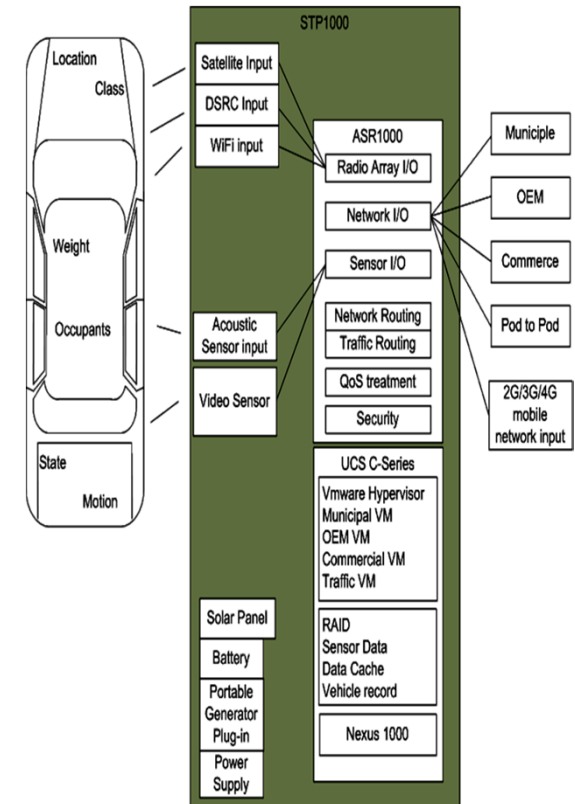 STP1000
Location
Class
Weight
Occupants
State
Motion
Satellite Input
DSRC Input
WiFi input
Acoustic
Sensor input
Video Sensor
ASR1000
Radio Array I/O
Network I/O
Sensor I/O
Network Routing
Traffic Routing
QoS treatment
Security
Municiple
OEM
Commerce
Pod to Pod
2G/3G/4G
mobile
network input
UCS C-Series
Vmware Hypervisor
Municipal VM
OEM VM
Commercial VM
Traffic VM
RAID
Sensor Data
Data Cache
Vehicle record
Nexus 1000
Solar Panel
Battery
Portable
Generator
Plug-in
Power
Supply